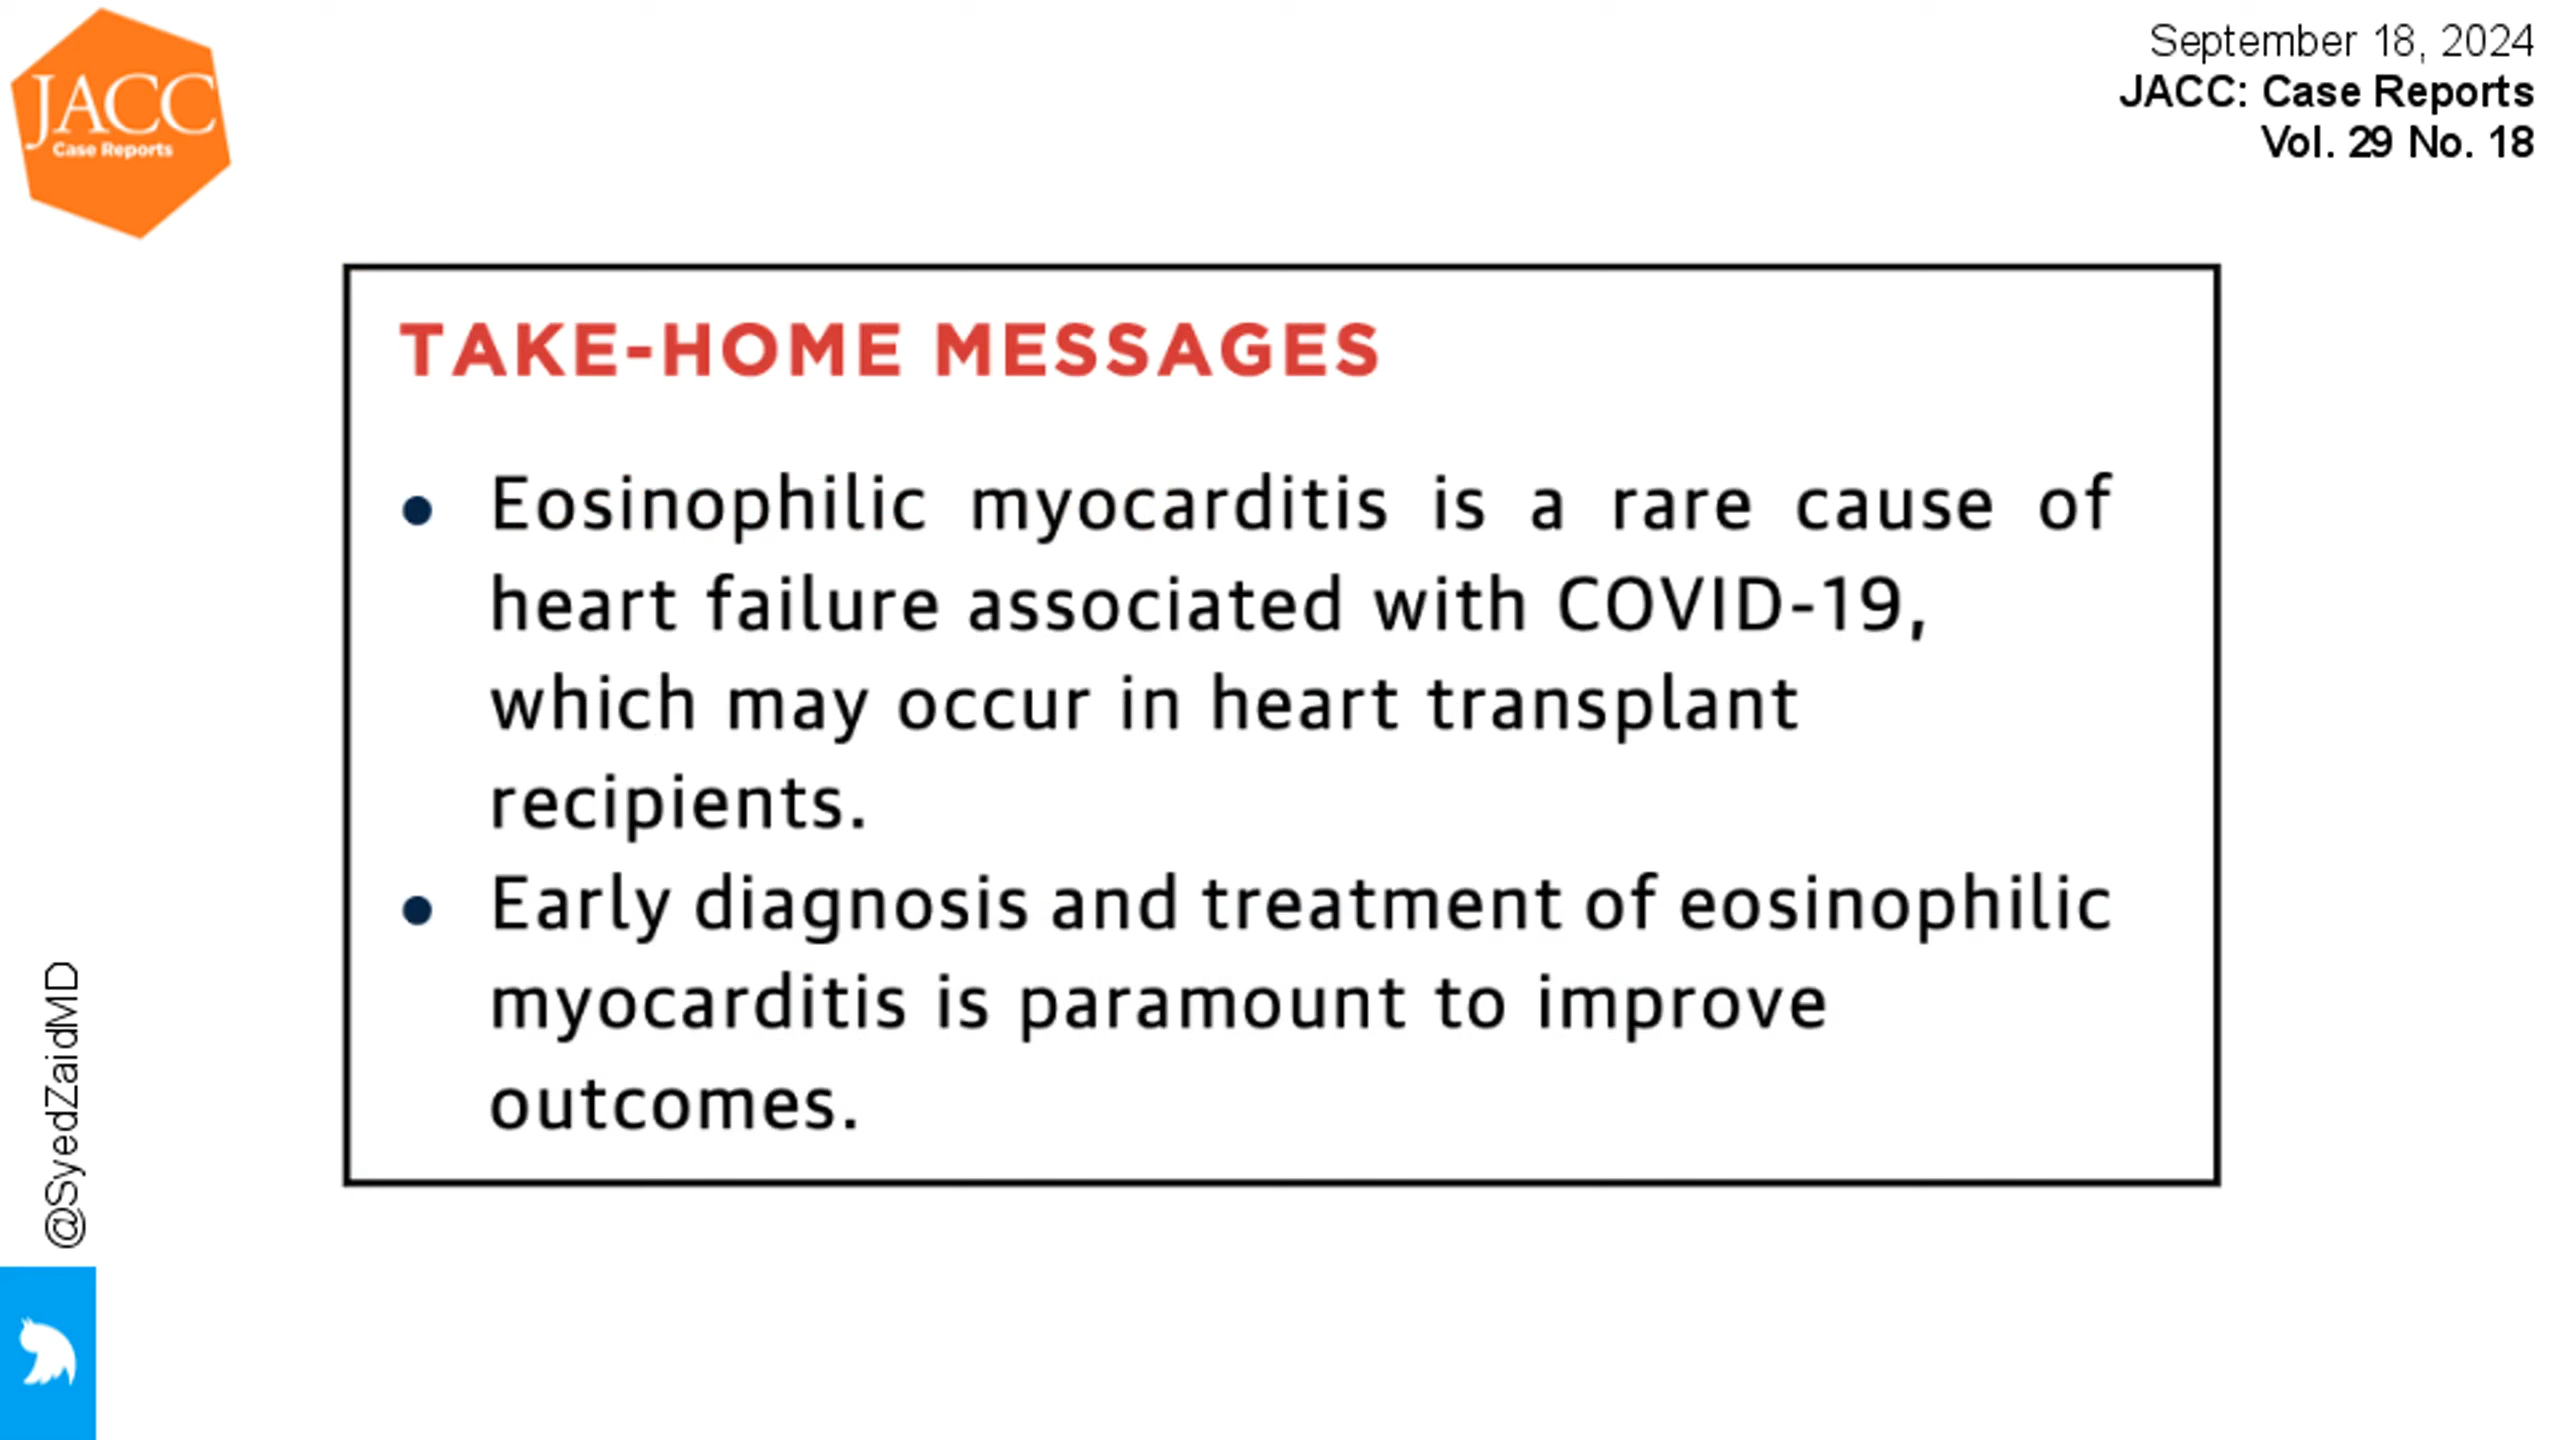 JACC
Case Reports
September 18, 2024
JACC: Case Reports
Vol. 29 No. 18
TAKE-HOME MESSAGES
• Eosinophilic myocarditis is a rare cause of
heart failure associated with COVID-19,
which may occur in heart transplant
recipients.
• Early diagnosis and treatment of eosinophilic
myocarditis is paramount to improve
outcomes.
@SyedZaidMD